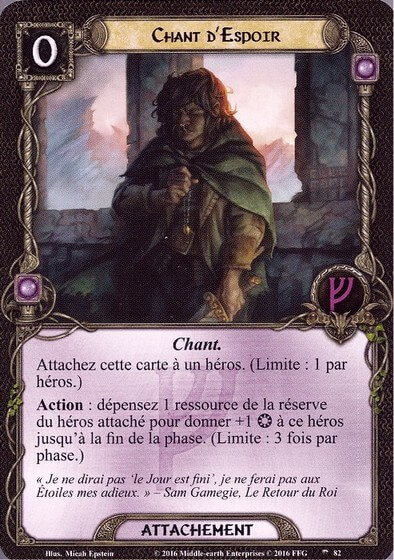 0
CHANT D'ESPOIR
Chant.
Attachez cette carte à un héros. (Limite : 1 par
héros.)
Action : dépensez 1 ressource de la réserve
du héros attaché pour donner +1 à ce héros
jusqu'à la fin de la phase. (Limite : 3 fois par
phase.)
« Je ne dirai pas ‘le Jour est fini’, je ne ferai pas aux
Étoiles mes adieux. » – Sam Gamegie, Le Retour du Roi
ATTACHEMENT
Illus. Micah Epstein
© 2016 Middle-earth Enterprises © 2016 FFG
82